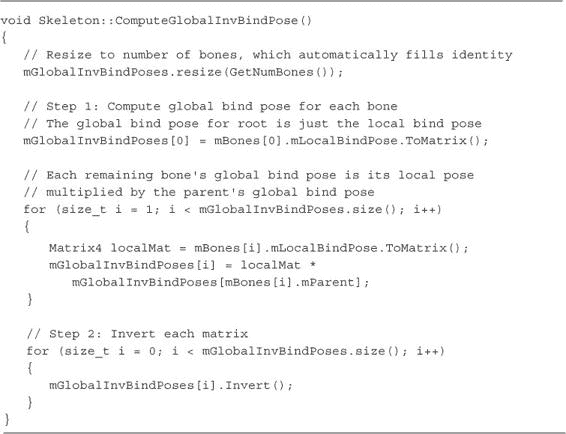 void Skeleton::ComputeGlobalInvBindPose()
{
   // Resize to number of bones, which automatically fills identity
   mGlobalInvBindPoses.resize(GetNumBones());

   // Step 1: Compute global bind pose for each bone
   // The global bind pose for root is just the local bind pose
   mGlobalInvBindPoses[0] = mBones[0].mLocalBindPose.ToMatrix();

   // Each remaining bone's global bind pose is its local pose
   // multiplied by the parent's global bind pose
   for (size_t i = 1; i < mGlobalInvBindPoses.size(); i++)
   {
      Matrix4 localMat = mBones[i].mLocalBindPose.ToMatrix();
      mGlobalInvBindPoses[i] = localMat *
         mGlobalInvBindPoses[mBones[i].mParent];
   }

   // Step 2: Invert each matrix
   for (size_t i = 0; i < mGlobalInvBindPoses.size(); i++)
   {
      mGlobalInvBindPoses[i].Invert();
   }
}